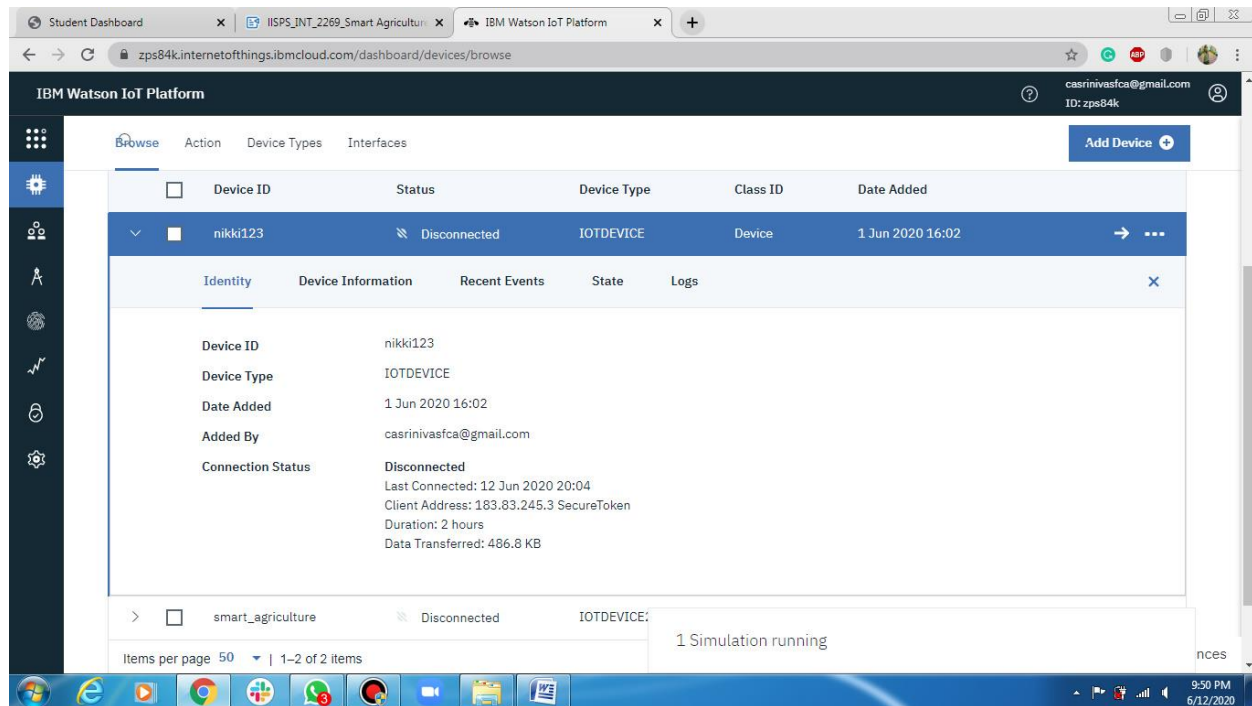 Student Dashboard
IISPS_INT_2269_Smart Agricultur
IBM Watson IoT Platform
zps84k.internetofthings.ibmcloud.com/dashboard/devices/browse
ABP
IBM Watson IoT Platform
casrinivasfca@gmail.com
ID: zps84k
Browse Action Device Types Interfaces
Add Device
Device ID Status Device Type Class ID Date Added
nikki123 Disconnected IOTDEVICE Device 1 Jun 2020 16:02
Identity Device Information Recent Events State Logs
Device ID nikki123
Device Type IOTDEVICE
Date Added 1 Jun 2020 16:02
Added By casrinivasfca@gmail.com
Connection Status Disconnected
Last Connected: 12 Jun 2020 20:04
Client Address: 183.83.245.3 SecureToken
Duration: 2 hours
Data Transferred: 486.8 KB
smart_agriculture Disconnected IOTDEVICE
1 Simulation running
Items per page 50 | 1–2 of 2 items
nces
3
9:50 PM
6/12/2020